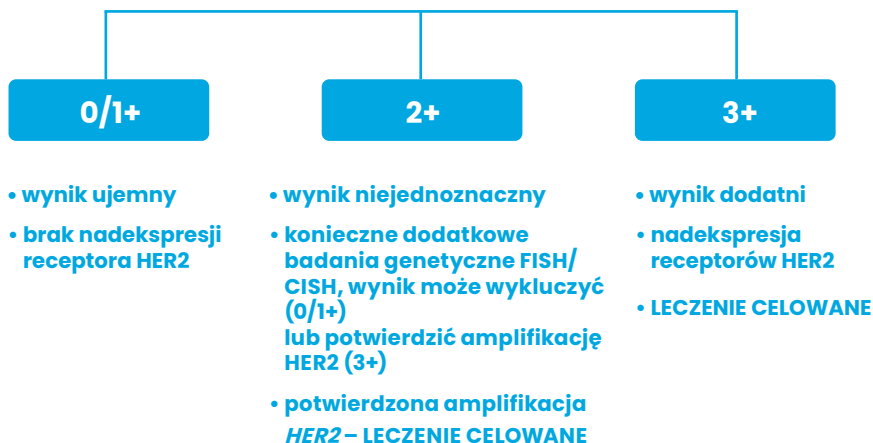 0/1+
• wynik ujemny
• brak nadekspresji
receptora HER2
2+
• wynik niejednoznaczny
• konieczne dodatkowe
badania genetyczne FISH/
CISH, wynik może wykluczyć
(0/1+)
lub potwierdzić amplifikację
HER2 (3+)
• potwierdzona amplifikacja
HER2 – LECZENIE CELOWANE
3+
• wynik dodatni
• nadekspresja
receptorów HER2
• LECZENIE CELOWANE